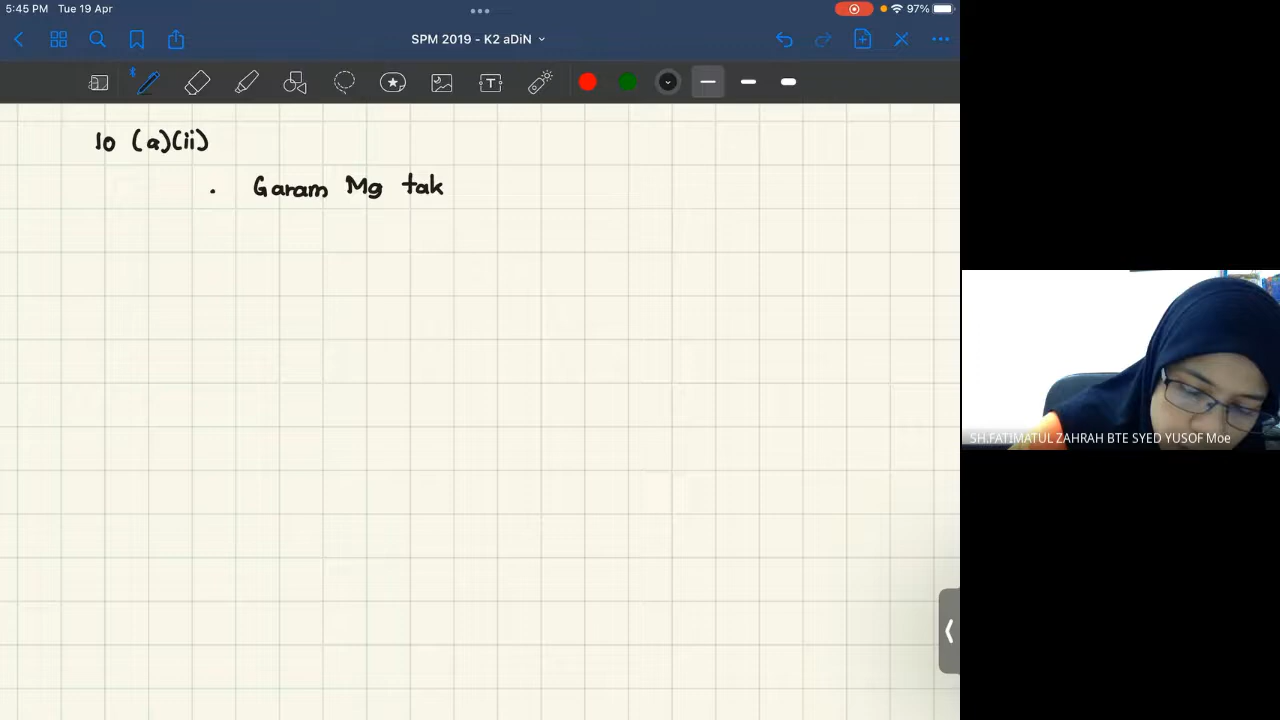 5:45 PM Tue 19 Apr
97%
SPM 2019 - K2 aDiN
T
10 (a)(ii)
. Garam Mg tak
SH.FATIMATUL ZAHRAH BTE SYED YUSOF Moe